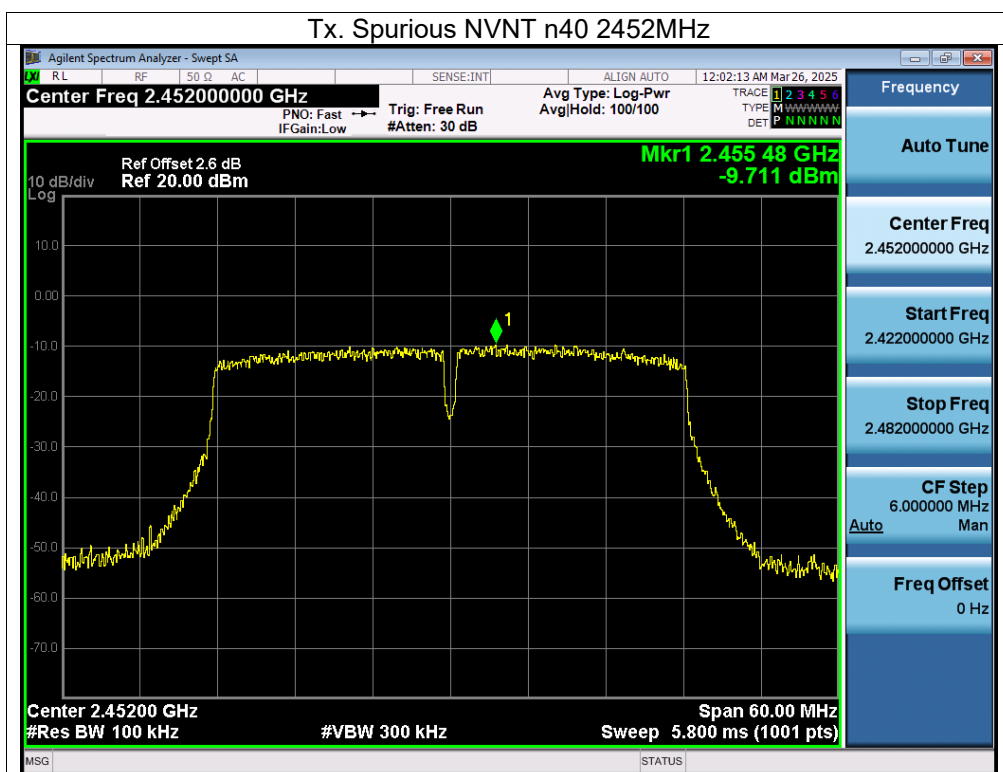 Tx. Spurious NVNT n40 2452MHz
Agilent Spectrum Analyzer - Swept SA
LXI RL RF 50 Ω AC SENSE:INT ALIGN AUTO 12:02:13 AM Mar 26, 2025
Center Freq 2.452000000 GHz
PNO: Fast
IFGain:Low
Trig: Free Run
#Atten: 30 dB
Avg Type: Log-Pwr
Avg|Hold: 100/100
TRACE 1 2 3 4 5 6
TYPE M WWWWW
DET P N N N N N
Mkr1 2.455 48 GHz
-9.711 dBm
Ref Offset 2.6 dB
10 dB/div Ref 20.00 dBm
Log
10.0
0.00
-10.0
-20.0
-30.0
-40.0
-50.0
-60.0
-70.0
1
Center 2.45200 GHz Span 60.00 MHz
#Res BW 100 kHz #VBW 300 kHz Sweep 5.800 ms (1001 pts)
MSG STATUS
Frequency
Auto Tune
Center Freq
2.452000000 GHz
Start Freq
2.422000000 GHz
Stop Freq
2.482000000 GHz
CF Step
6.000000 MHz
Auto Man
Freq Offset
0 Hz